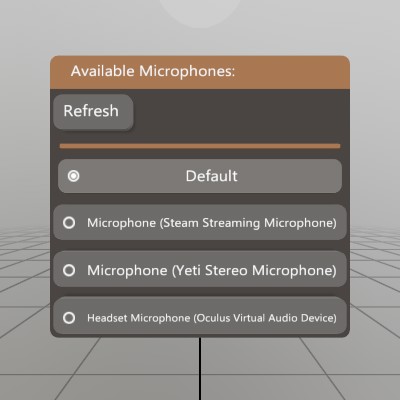 Available Microphones:
Refresh
Default
Microphone (Steam Streaming Microphone)
Microphone (Yeti Stereo Microphone)
Headset Microphone (Oculus Virtual Audio Device)